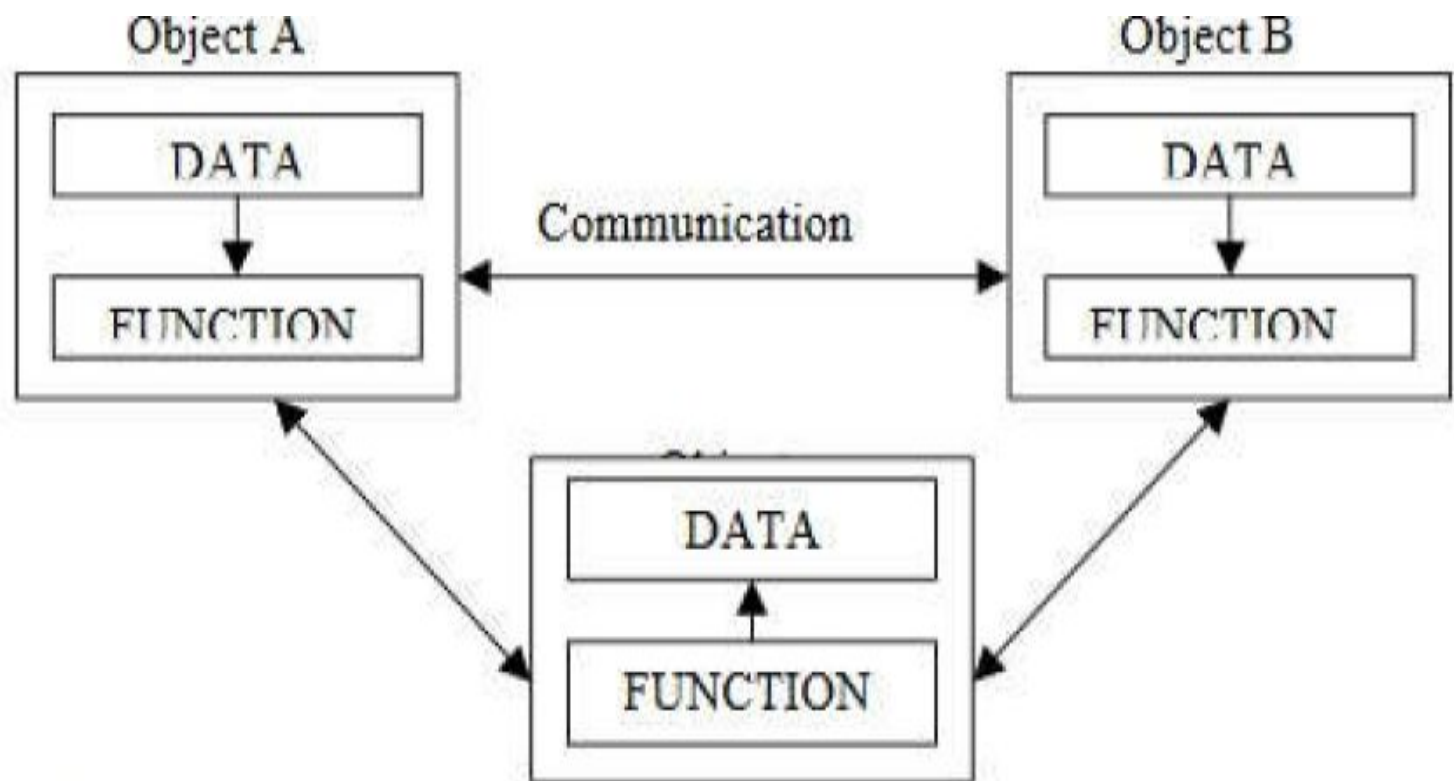 Object A
Object B
DATA
DATA
Communication
FUNCTION
FUNCTION
DATA
FUNCTION